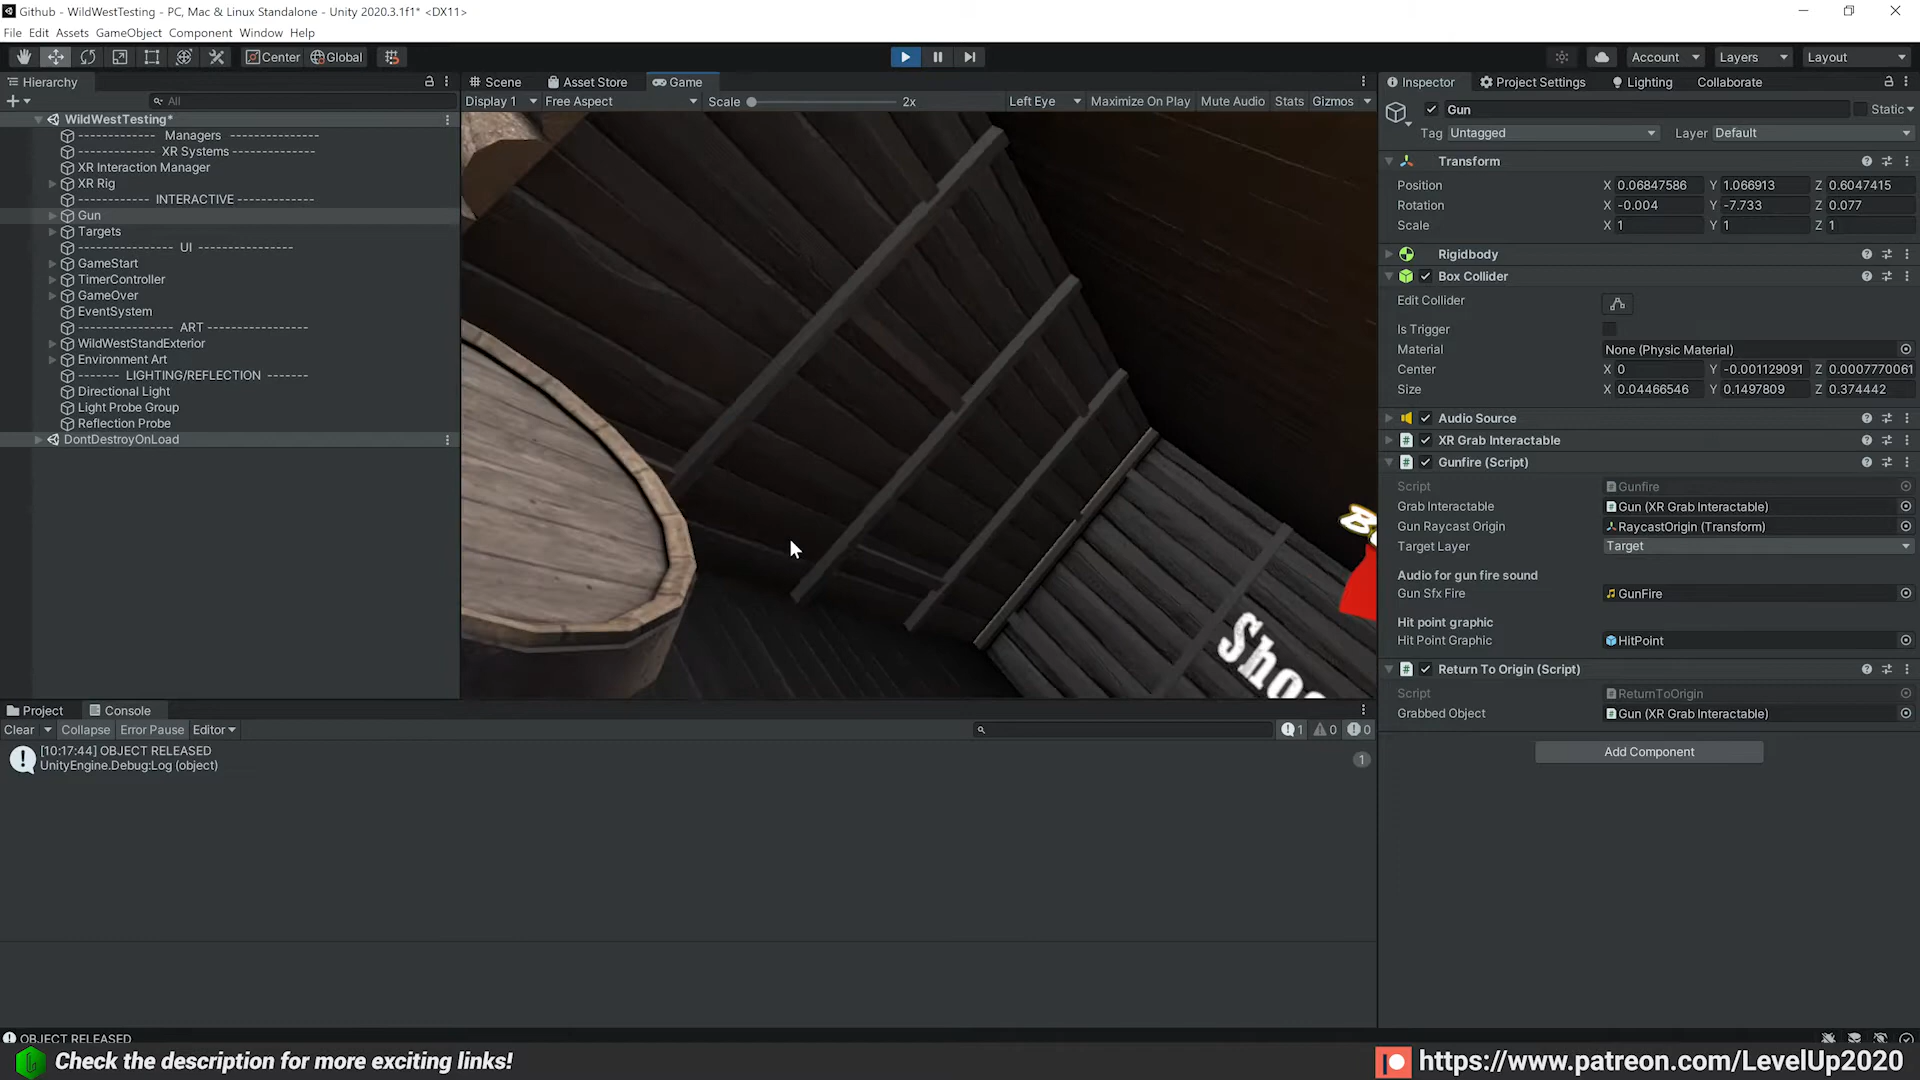 Github - WildWestTesting - PC, Mac & Linux Standalone - Unity 2020.3.1f1* <DX11>
File Edit Assets GameObject Component Window Help
Center Global Account Layers Layout
Hierarchy
All
WildWestTesting*
------------- Managers ---------------
------------- XR Systems --------------
XR Interaction Manager
XR Rig
------------ INTERACTIVE -------------
Gun
Targets
---------------- UI ----------------
GameStart
TimerController
GameOver
EventSystem
---------------- ART -----------------
WildWestStandExterior
Environment Art
------- LIGHTING/REFLECTION -------
Directional Light
Light Probe Group
Reflection Probe
DontDestroyOnLoad
Scene Asset Store Game
Display 1 Free Aspect Scale 2x Left Eye Maximize On Play Mute Audio Stats Gizmos
Inspector Project Settings Lighting Collaborate
Gun Static
Tag Untagged Layer Default
Transform
Position X 0.06847586 Y 1.066913 Z 0.6047415
Rotation X -0.004 Y -7.733 Z 0.077
Scale X 1 Y 1 Z 1
Rigidbody
Box Collider
Edit Collider
Is Trigger
Material None (Physic Material)
Center X 0 Y -0.001129091 Z 0.0007770061
Size X 0.04466546 Y 0.1497809 Z 0.374442
Audio Source
XR Grab Interactable
Gunfire (Script)
Script Gunfire
Grab Interactable Gun (XR Grab Interactable)
Gun Raycast Origin RaycastOrigin (Transform)
Target Layer Target
Audio for gun fire sound
Gun Sfx Fire GunFire
Hit point graphic
Hit Point Graphic HitPoint
Return To Origin (Script)
Script ReturnToOrigin
Grabbed Object Gun (XR Grab Interactable)
Add Component
Project Console
Clear Collapse Error Pause Editor 1 0 0
[10:17:44] OBJECT RELEASED
UnityEngine.Debug:Log (object)
1
OBJECT RELEASED
Check the description for more exciting links!
https://www.patreon.com/LevelUp2020